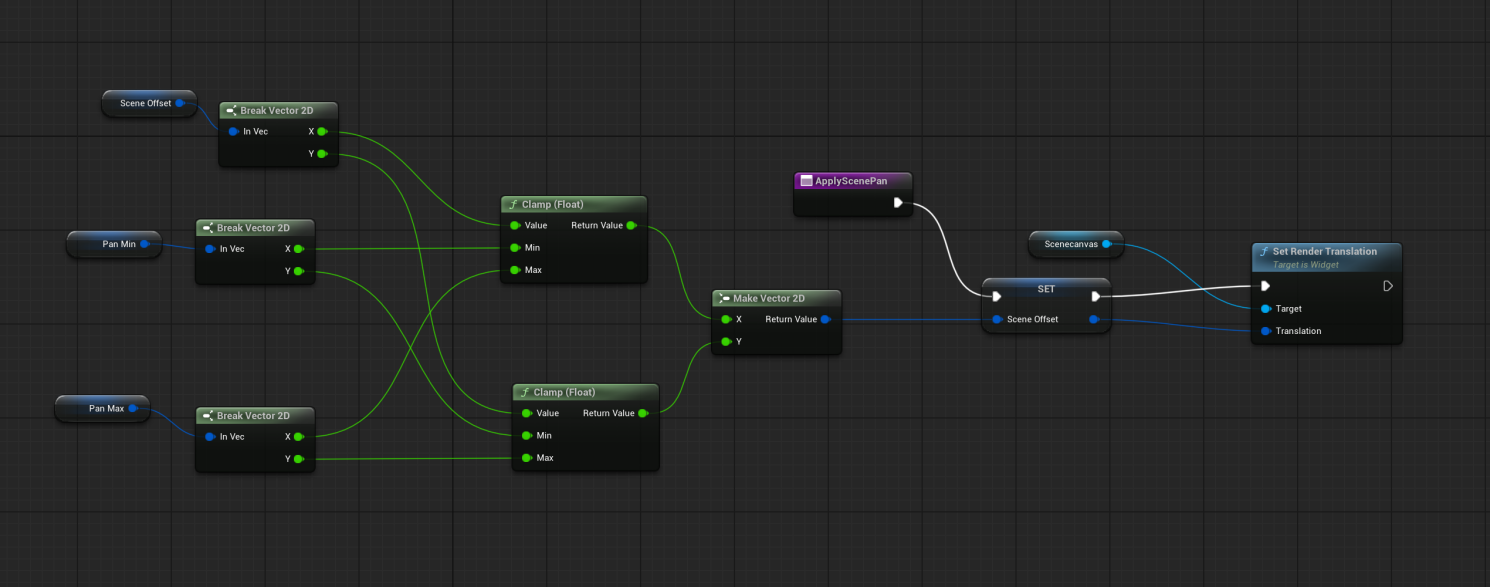 Scene Offset
Break Vector 2D
In Vec X
Y
Pan Min
Break Vector 2D
In Vec X
Y
Pan Max
Break Vector 2D
In Vec X
Y
Clamp (Float)
Value Return Value
Min
Max
Clamp (Float)
Value Return Value
Min
Max
Make Vector 2D
X Return Value
Y
ApplyScenePan
SET
Scene Offset
Scenecanvas
Set Render Translation
Target is Widget
Target
Translation